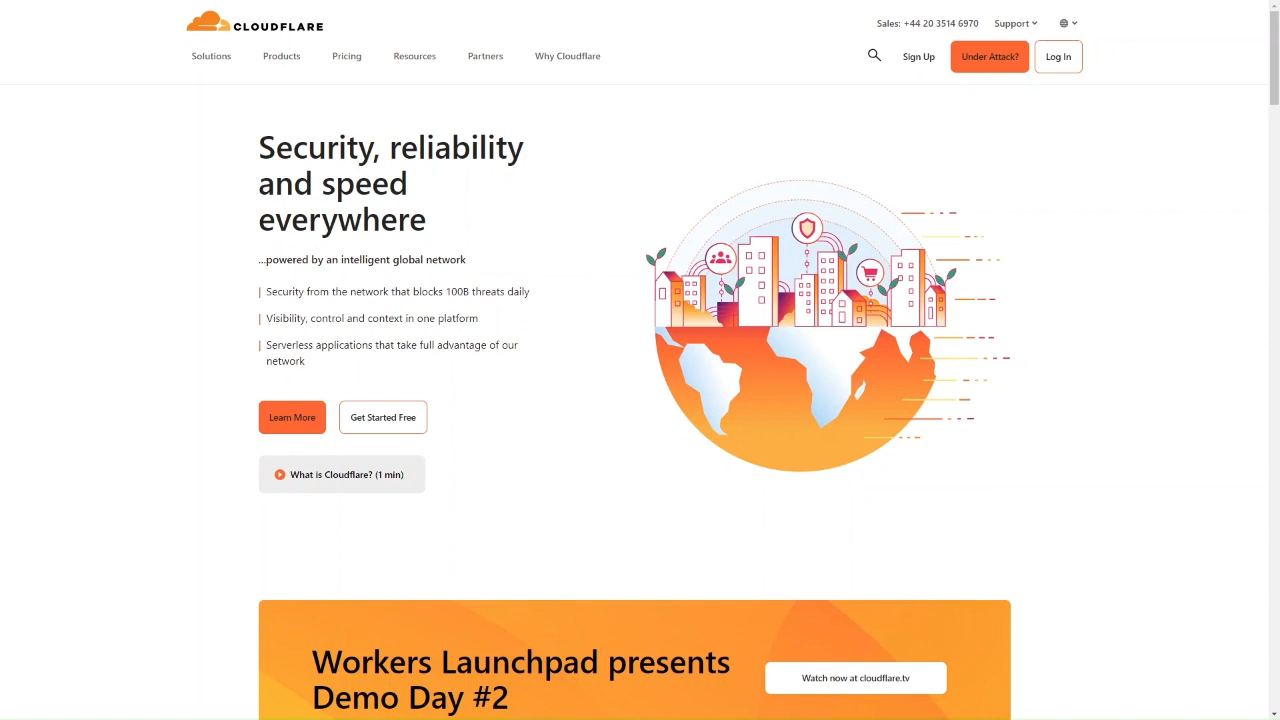 CLOUDFLARE
Sales: +44 20 3514 6970
Support
Solutions
Products
Pricing
Resources
Partners
Why Cloudflare
Sign Up
Under Attack?
Log In
Security, reliability
and speed
everywhere
...powered by an intelligent global network
Security from the network that blocks 100B threats daily
Visibility, control and context in one platform
Serverless applications that take full advantage of our
network
Learn More
Get Started Free
What is Cloudflare? (1 min)
Workers Launchpad presents
Demo Day #2
Watch now at cloudflare.tv